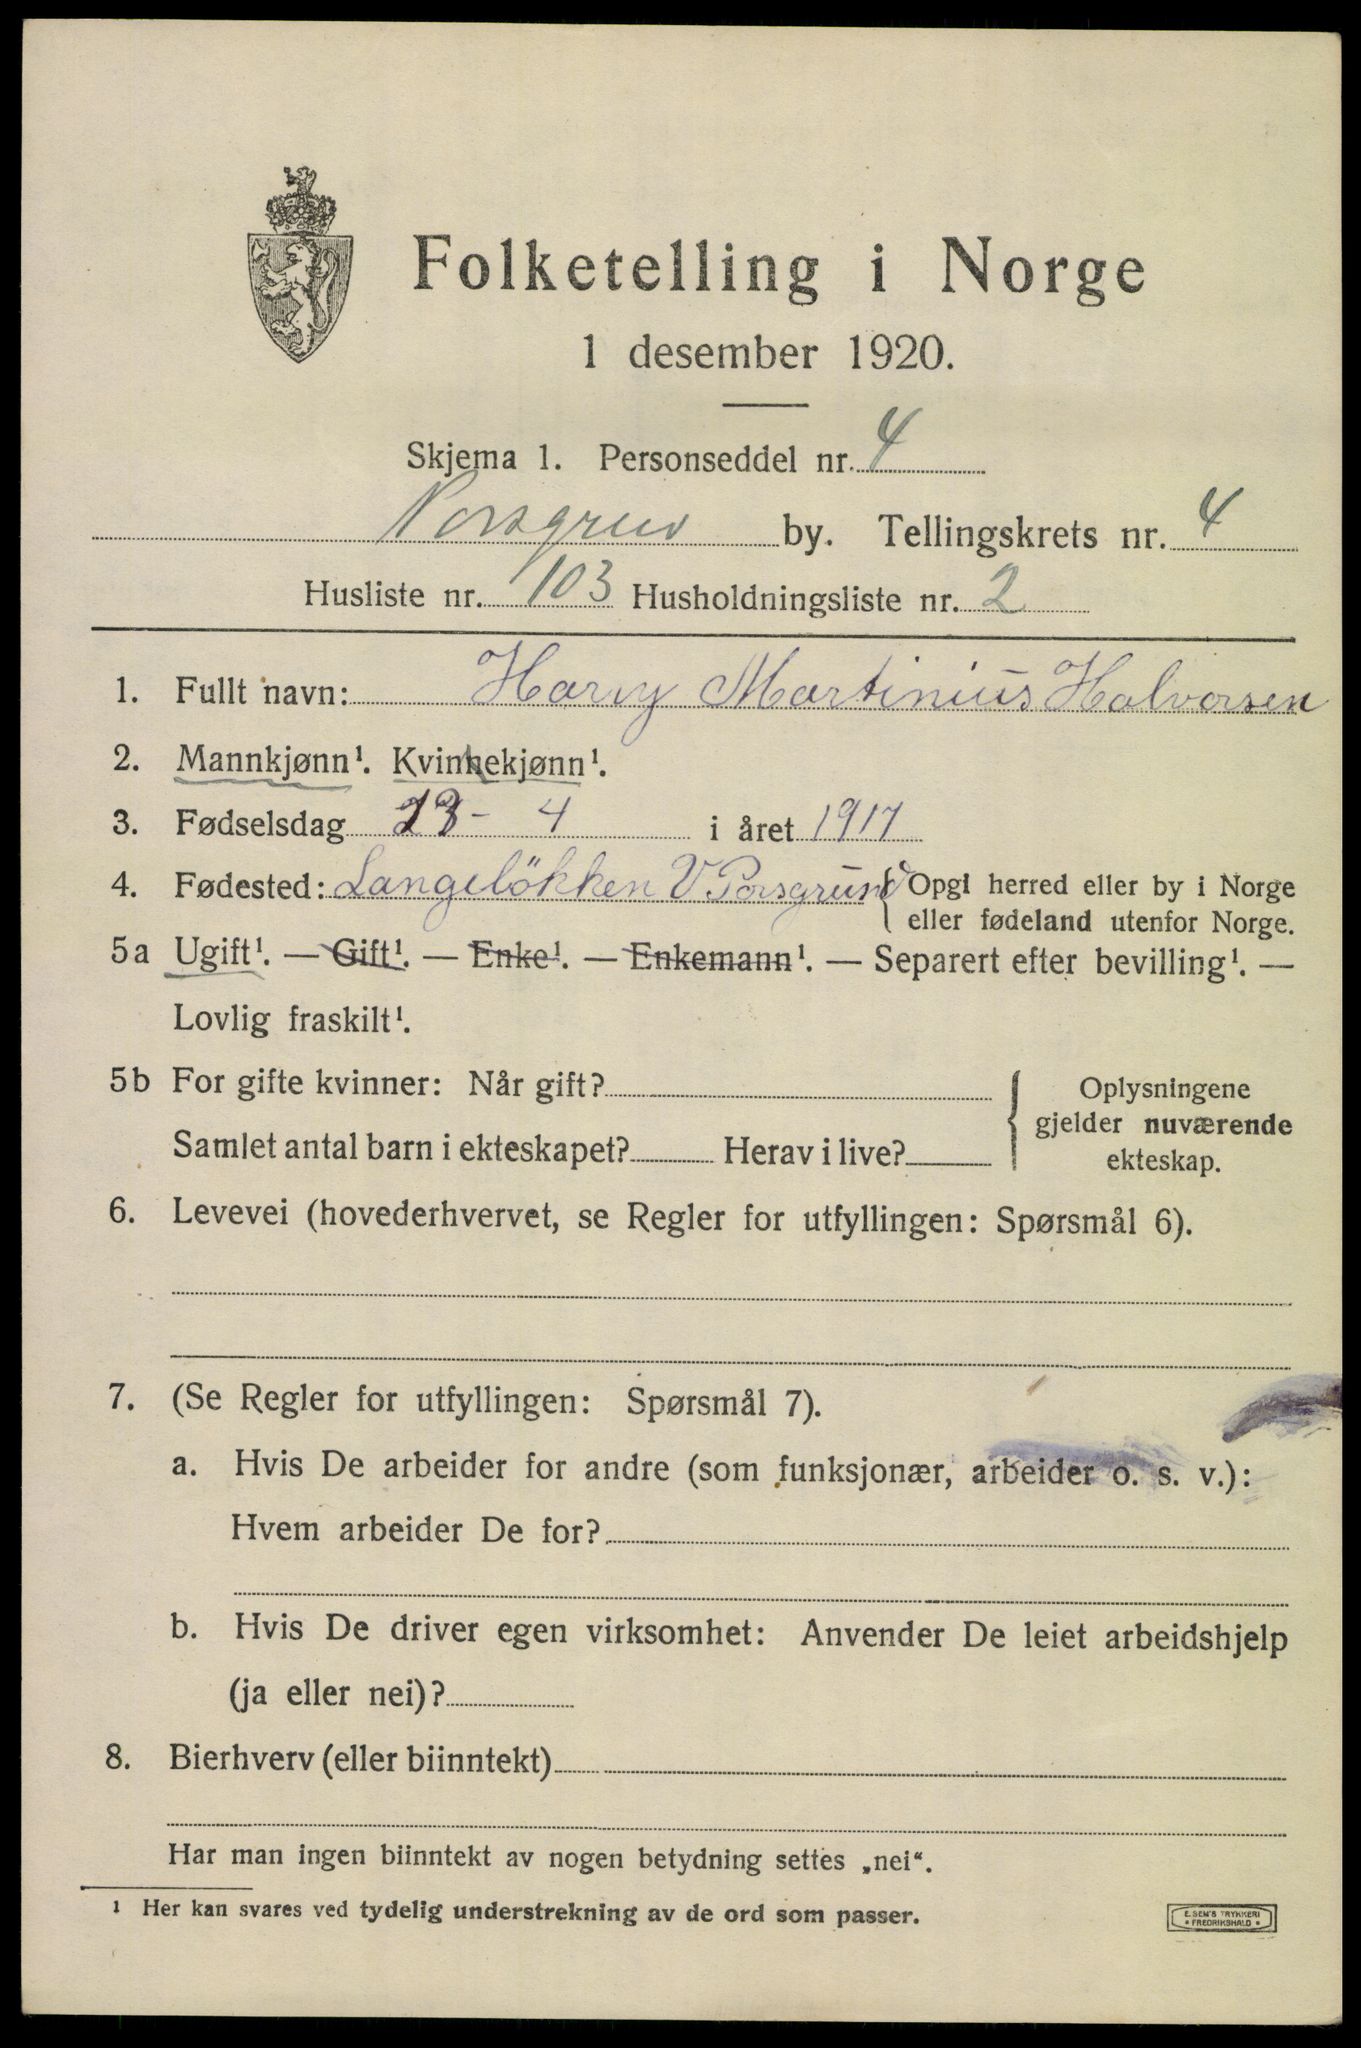 Folketelling i Norge
1 desember 1920.
Skjema 1. Personseddel nr. 4
Porsgrund by. Tellingskrets nr. 4
Husliste nr. 103 Husholdningsliste nr. 2
1. Fullt navn: Harry Martinius Halvorsen
2. Mannkjønn¹. Kvinnekjønn¹.
3. Fødselsdag 23 - 4 i året 1917
4. Fødested: Langeløkken V Porsgrund { Opgi herred eller by i Norge
eller fødeland utenfor Norge.
5a Ugift¹. — Gift¹. — Enke¹. — Enkemann¹. — Separert efter bevilling¹. —
Lovlig fraskilt¹.
5b For gifte kvinner: Når gift? { Oplysningene
gjelder nuværende
Samlet antal barn i ekteskapet? Herav i live? ekteskap.
6. Levevei (hovederhvervet, se Regler for utfyllingen: Spørsmål 6).
7. (Se Regler for utfyllingen: Spørsmål 7).
a. Hvis De arbeider for andre (som funksjonær, arbeider o. s. v.):
Hvem arbeider De for?
b. Hvis De driver egen virksomhet: Anvender De leiet arbeidshjelp
(ja eller nei)?
8. Bierhverv (eller biinntekt)
Har man ingen biinntekt av nogen betydning settes „nei“.
¹ Her kan svares ved tydelig understrekning av de ord som passer.
E. SEM'S TRYKKERI
* FREDRIKSHALD *